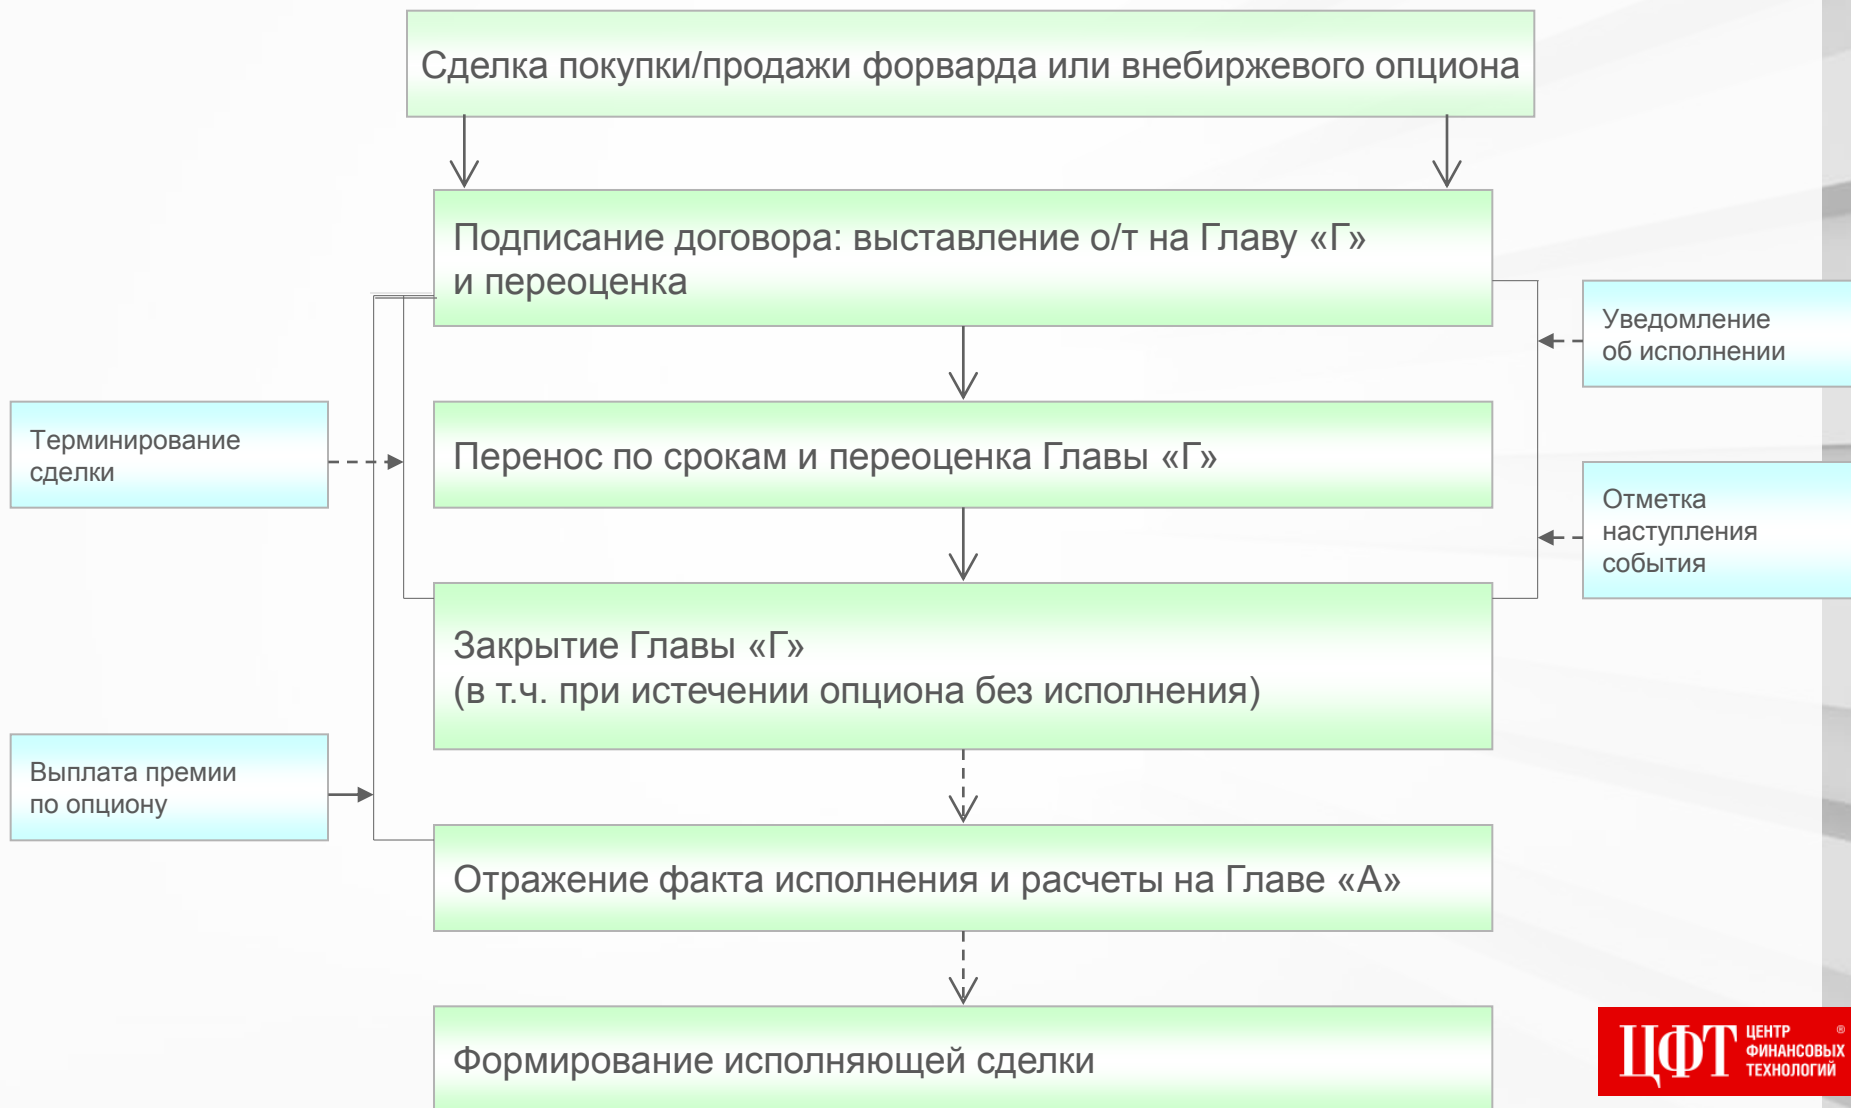 Сделка покупки/продажи форварда или внебиржевого опциона
Подписание договора: выставление о/т на Главу «Г»
и переоценка
Уведомление
об исполнении
Терминирование
сделки
Перенос по срокам и переоценка Главы «Г»
Отметка
наступления
события
Закрытие Главы «Г»
(в т.ч. при истечении опциона без исполнения)
Выплата премии
по опциону
Отражение факта исполнения и расчеты на Главе «А»
Формирование исполняющей сделки
ЦФТ
ЦЕНТР ®
ФИНАНСОВЫХ
ТЕХНОЛОГИЙ